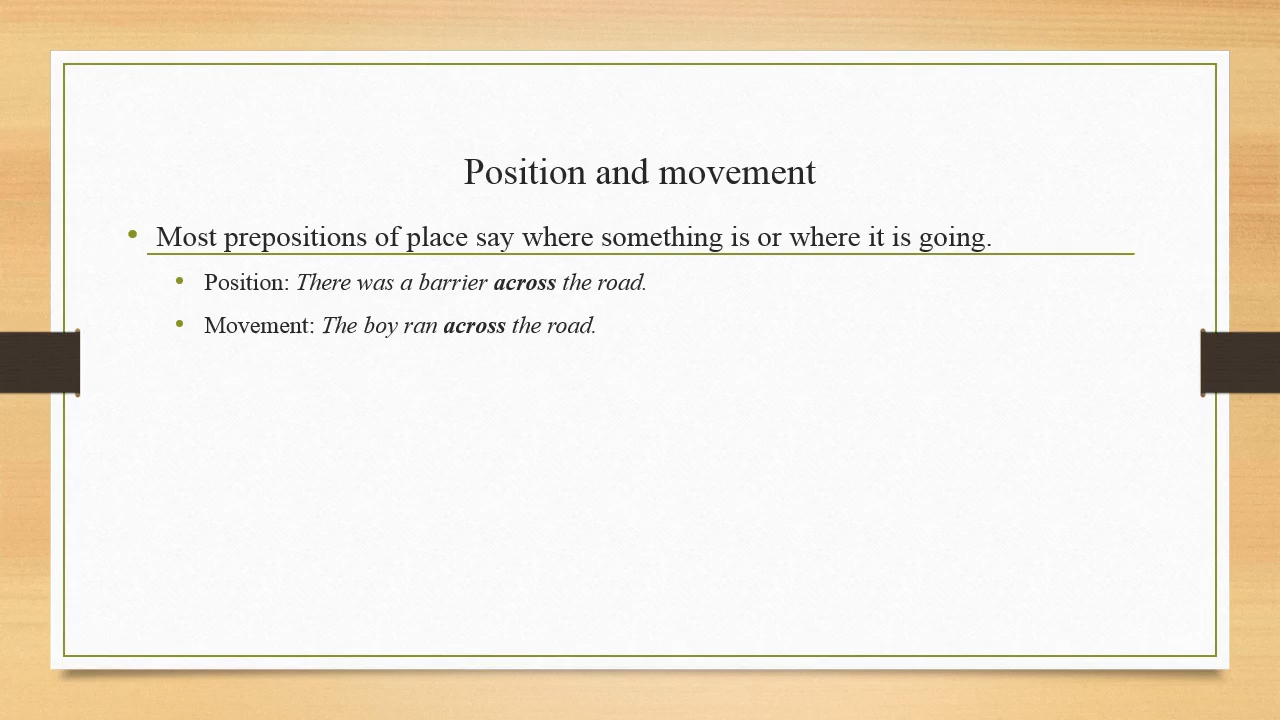 Position and movement
• Most prepositions of place say where something is or where it is going.
• Position: There was a barrier across the road.
• Movement: The boy ran across the road.